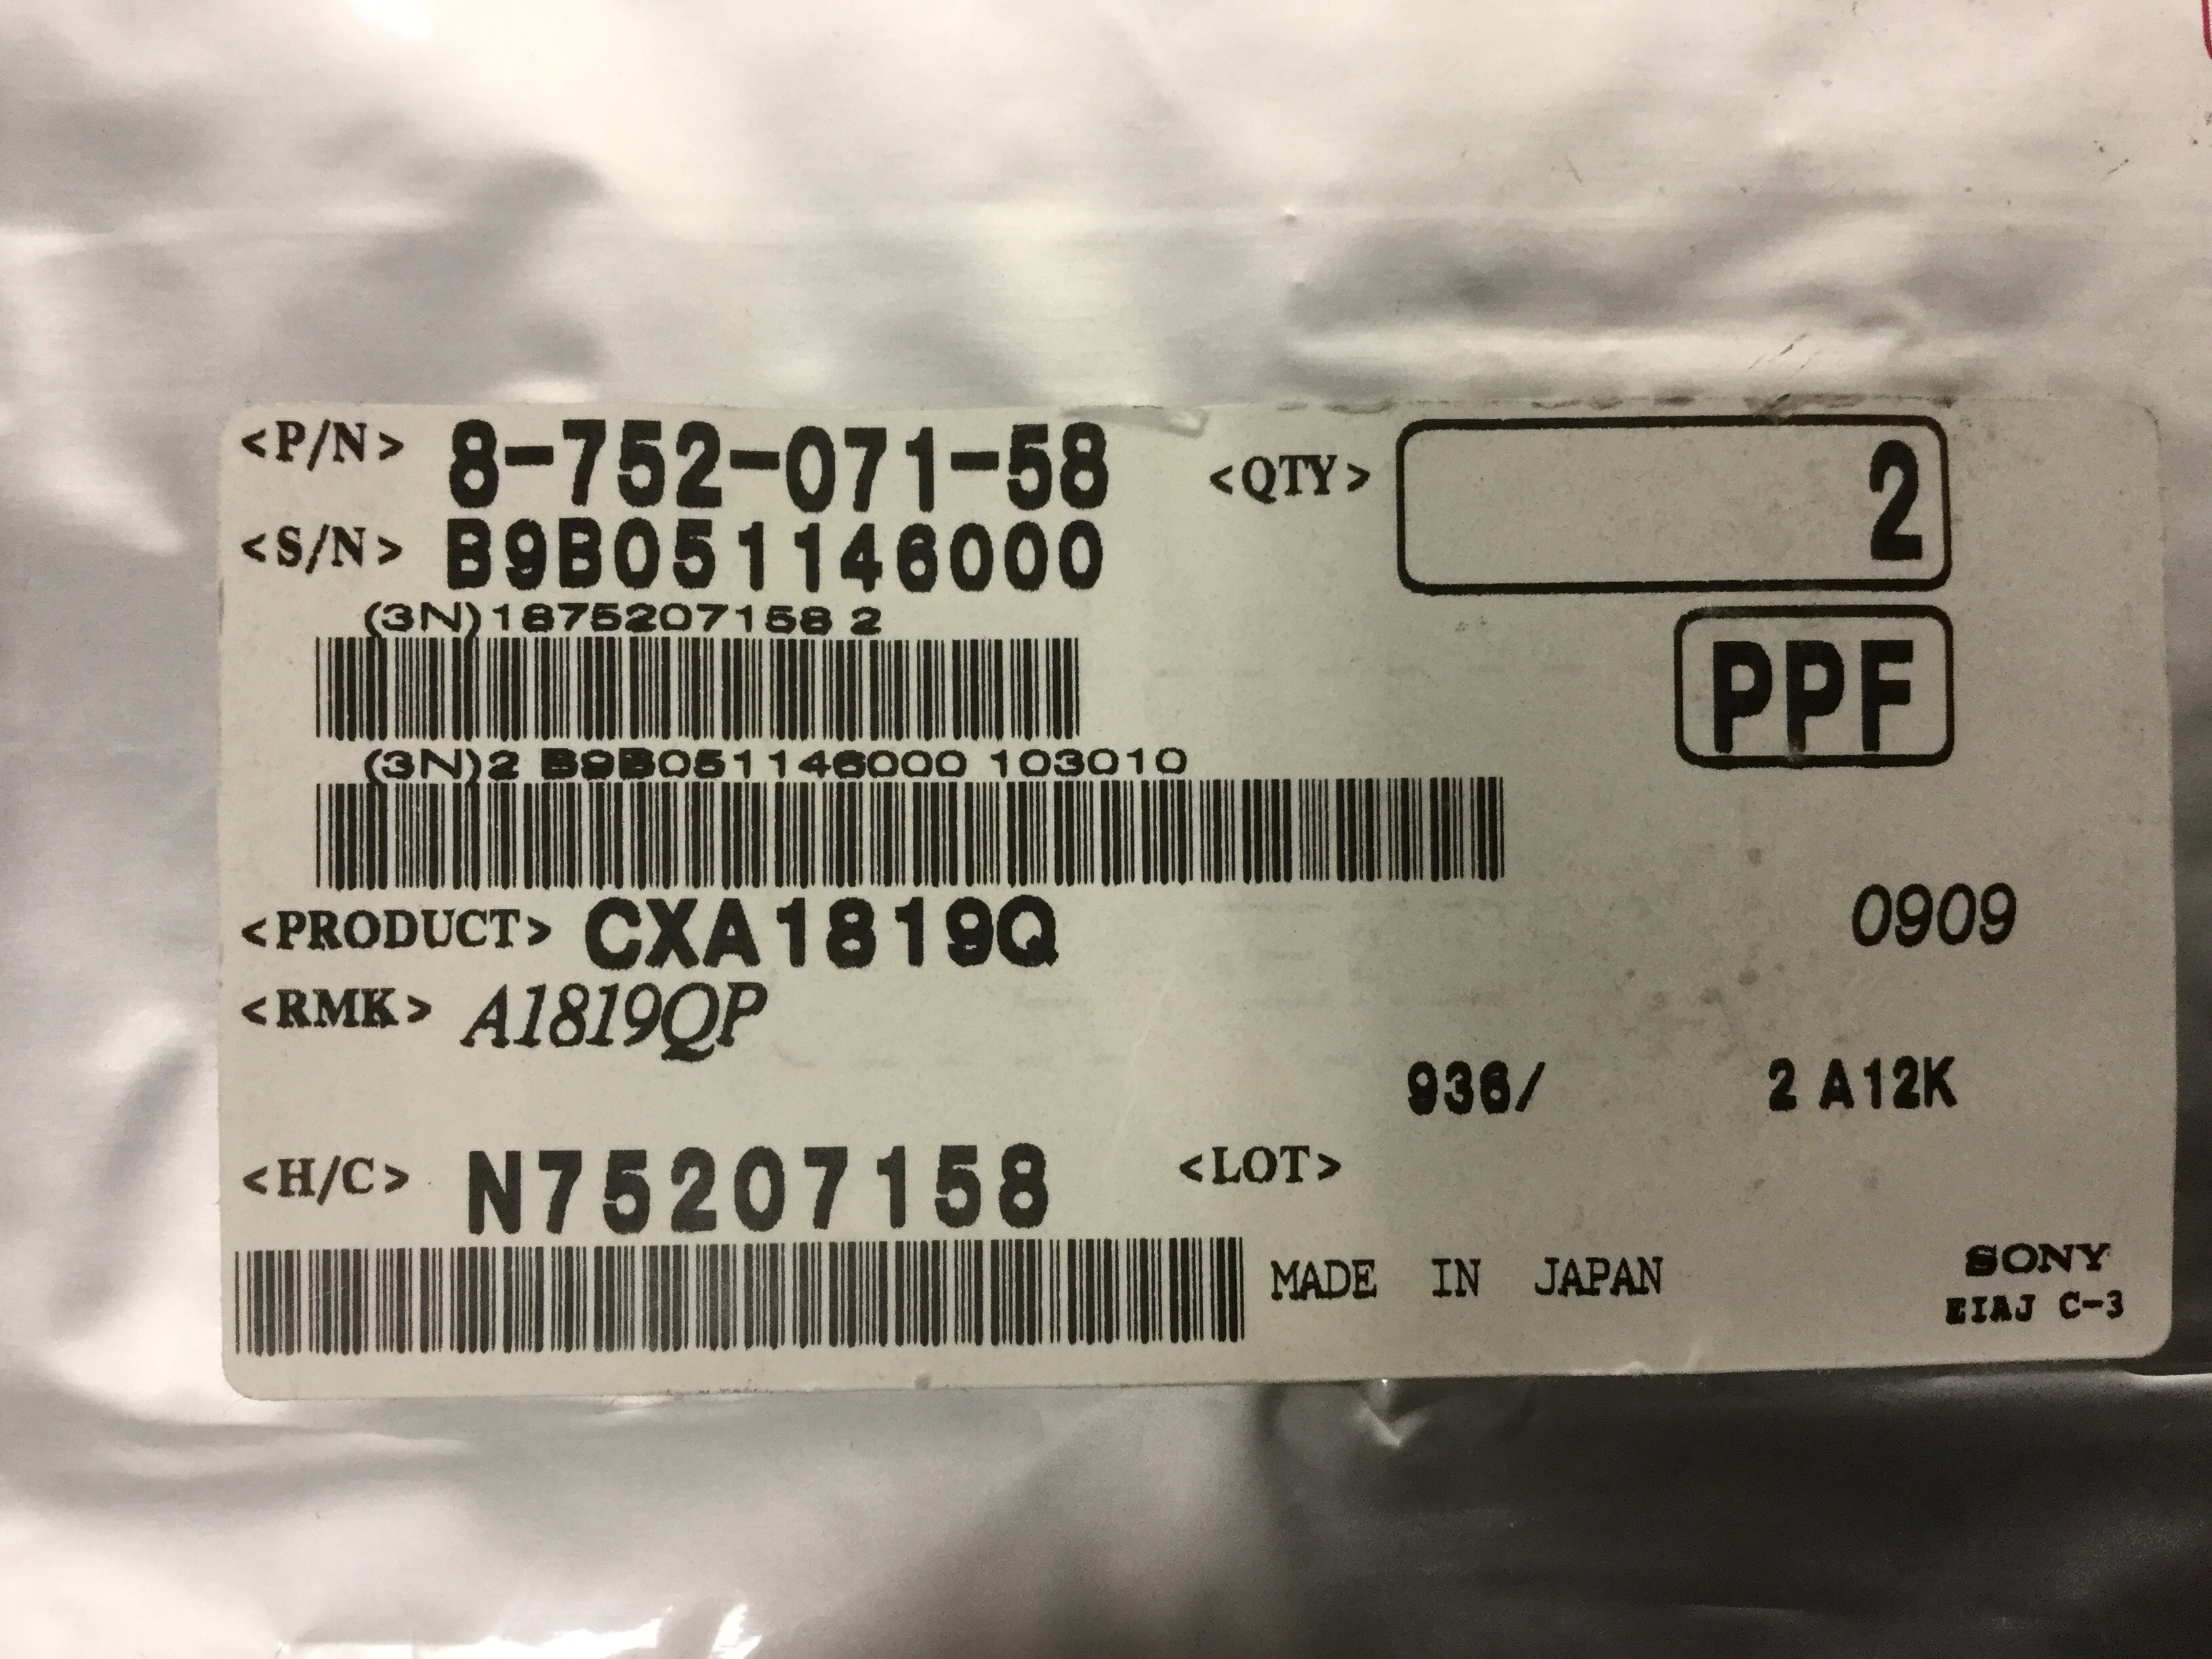 <P/N> 8-752-071-58 <QTY> 2
<S/N> B9B051146000
(3N)1875207158 2
PPF
(3N)2 B9B051146000 103010
<PRODUCT> CXA1819Q 0909
<RMK> A1819QP
936/ 2 A12K
<H/C> N75207158 <LOT>
MADE IN JAPAN SONY
EIAJ C-3